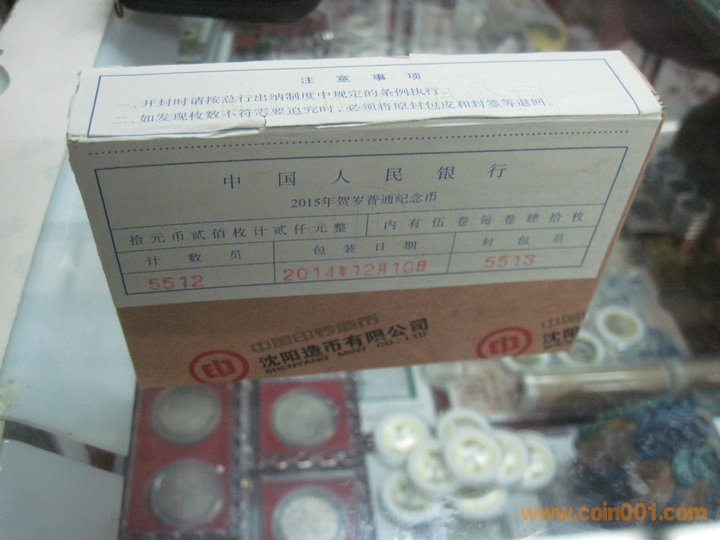 注意事项
一、开封时请按总行出纳制度中规定的条例执行。
二、如发现枚数不符需要追究时，必须将原封包皮和封签等退回。
中国人民银行
2015年贺岁普通纪念币
拾元币贰佰枚计贰仟元整 内有伍卷每卷肆拾枚
计数员 包装日期 封包员
5512 2014年12月10日 5513
中国印钞造币
沈阳造币有限公司
SHENYANG MINT CO., LTD
中国印
沈阳
www.coin001.com